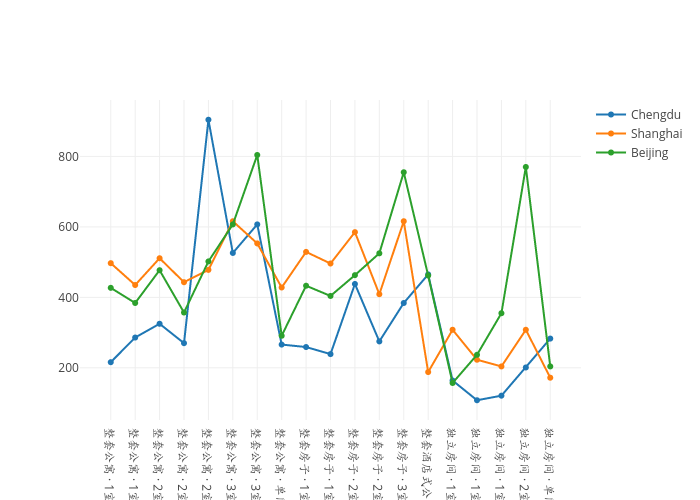 Chengdu
Shanghai
Beijing
800
600
400
200
整套公寓 · 1室
整套公寓 · 1室
整套公寓 · 2室
整套公寓 · 2室
整套公寓 · 2室
整套公寓 · 3室
整套公寓 · 3室
整套公寓 · 单
整套房子 · 1室
整套房子 · 1室
整套房子 · 2室
整套房子 · 2室
整套房子 · 3室
整套酒店式公
独立房间 · 1室
独立房间 · 1室
独立房间 · 1室
独立房间 · 2室
独立房间 · 单